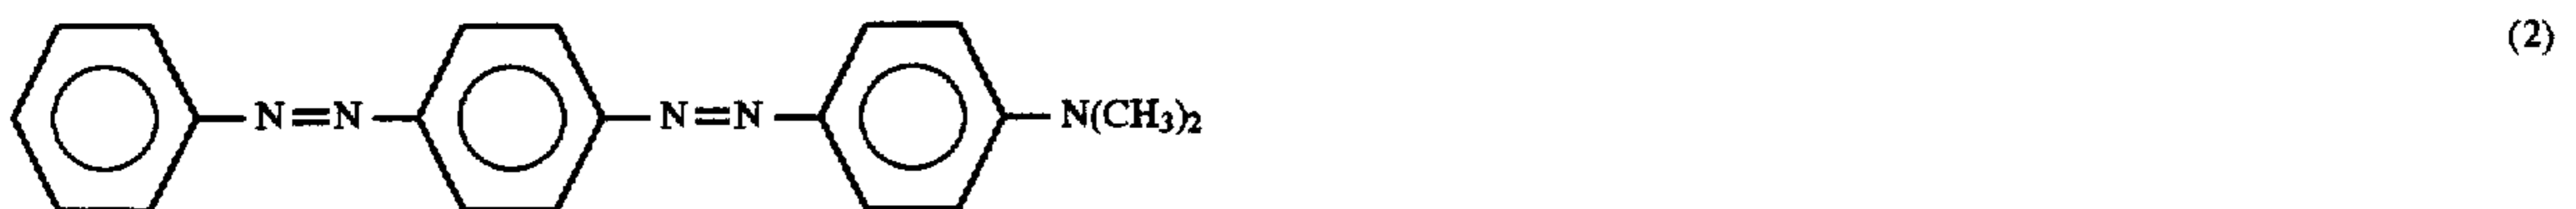 N=N N=N N(CH₃)₂ (2)